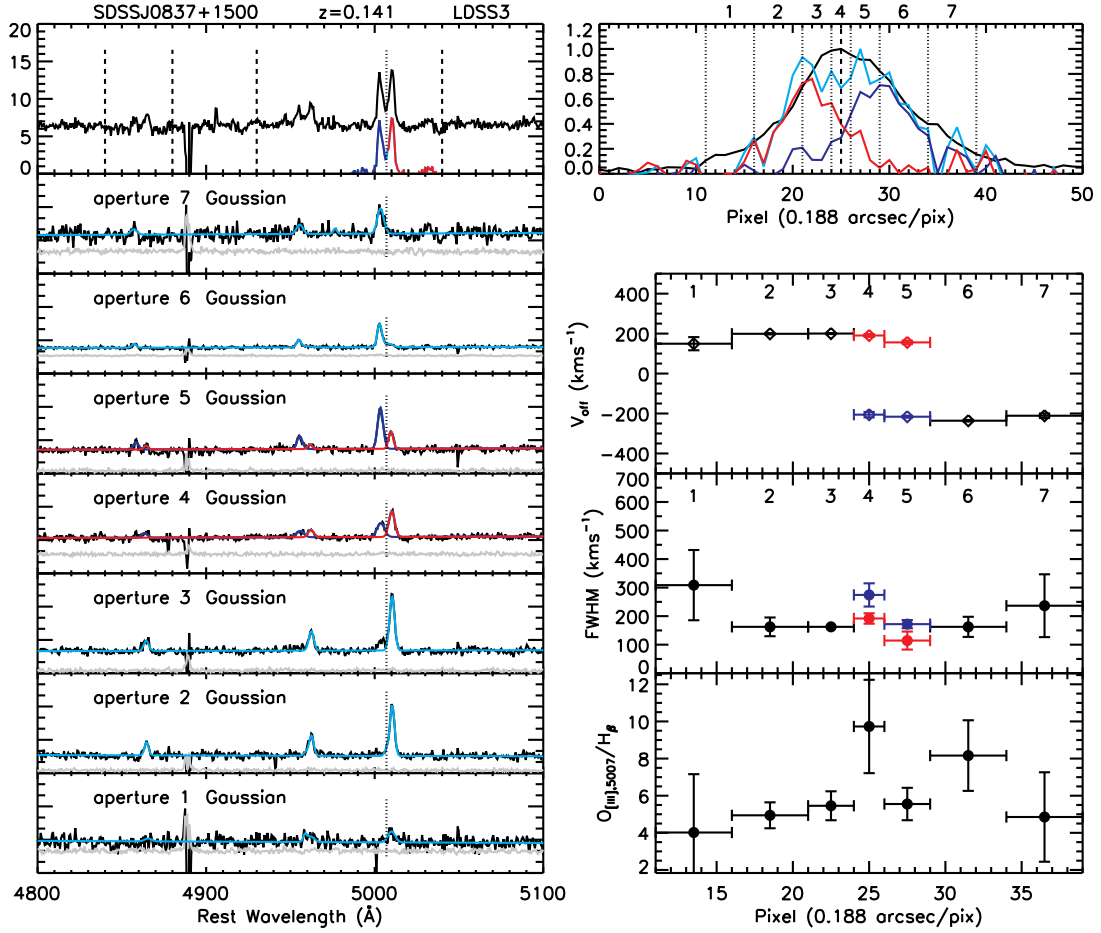 SDSSJ0837+1500 z=0.141 LDSS3
20
15
10
5
0
aperture 7 Gaussian
aperture 6 Gaussian
aperture 5 Gaussian
aperture 4 Gaussian
aperture 3 Gaussian
aperture 2 Gaussian
aperture 1 Gaussian
4800 4900 5000 5100
Rest Wavelength (Å)
1 2 3 4 5 6 7
1.2
1.0
0.8
0.6
0.4
0.2
0.0
0 10 20 30 40 50
Pixel (0.188 arcsec/pix)
1 2 3 4 5 6 7
400
200
0
−200
−400
V_off (kms⁻¹)
1 2 3 4 5 6 7
700
600
500
400
300
200
100
0
FWHM (kms⁻¹)
12
10
8
6
4
2
O[III],5007/Hβ
15 20 25 30 35
Pixel (0.188 arcsec/pix)